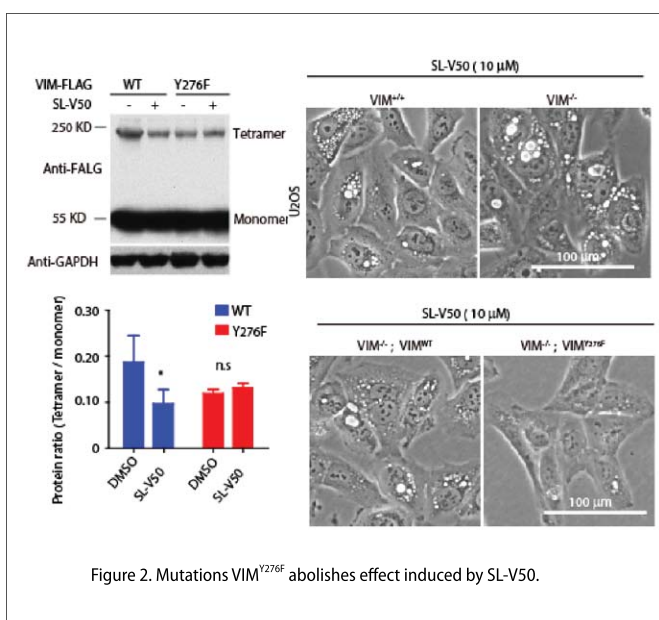 VIM-FLAG WT Y276F
SL-V50 - + - +
250 KD Tetramer
Anti-FALG
55 KD Monomer
Anti-GAPDH
SL-V50 ( 10 µM)
VIM+/+ VIM-/-
U2OS
100 µm
Protein ratio (Tetramer / monomer)
0.30
0.20
0.10
0
WT
Y276F
*
n.s
DMSO SL-V50 DMSO SL-V50
SL-V50 ( 10 µM)
VIM-/- ; VIMWT VIM-/- ; VIMY276F
100 µm
Figure 2. Mutations VIMY276F abolishes effect induced by SL-V50.